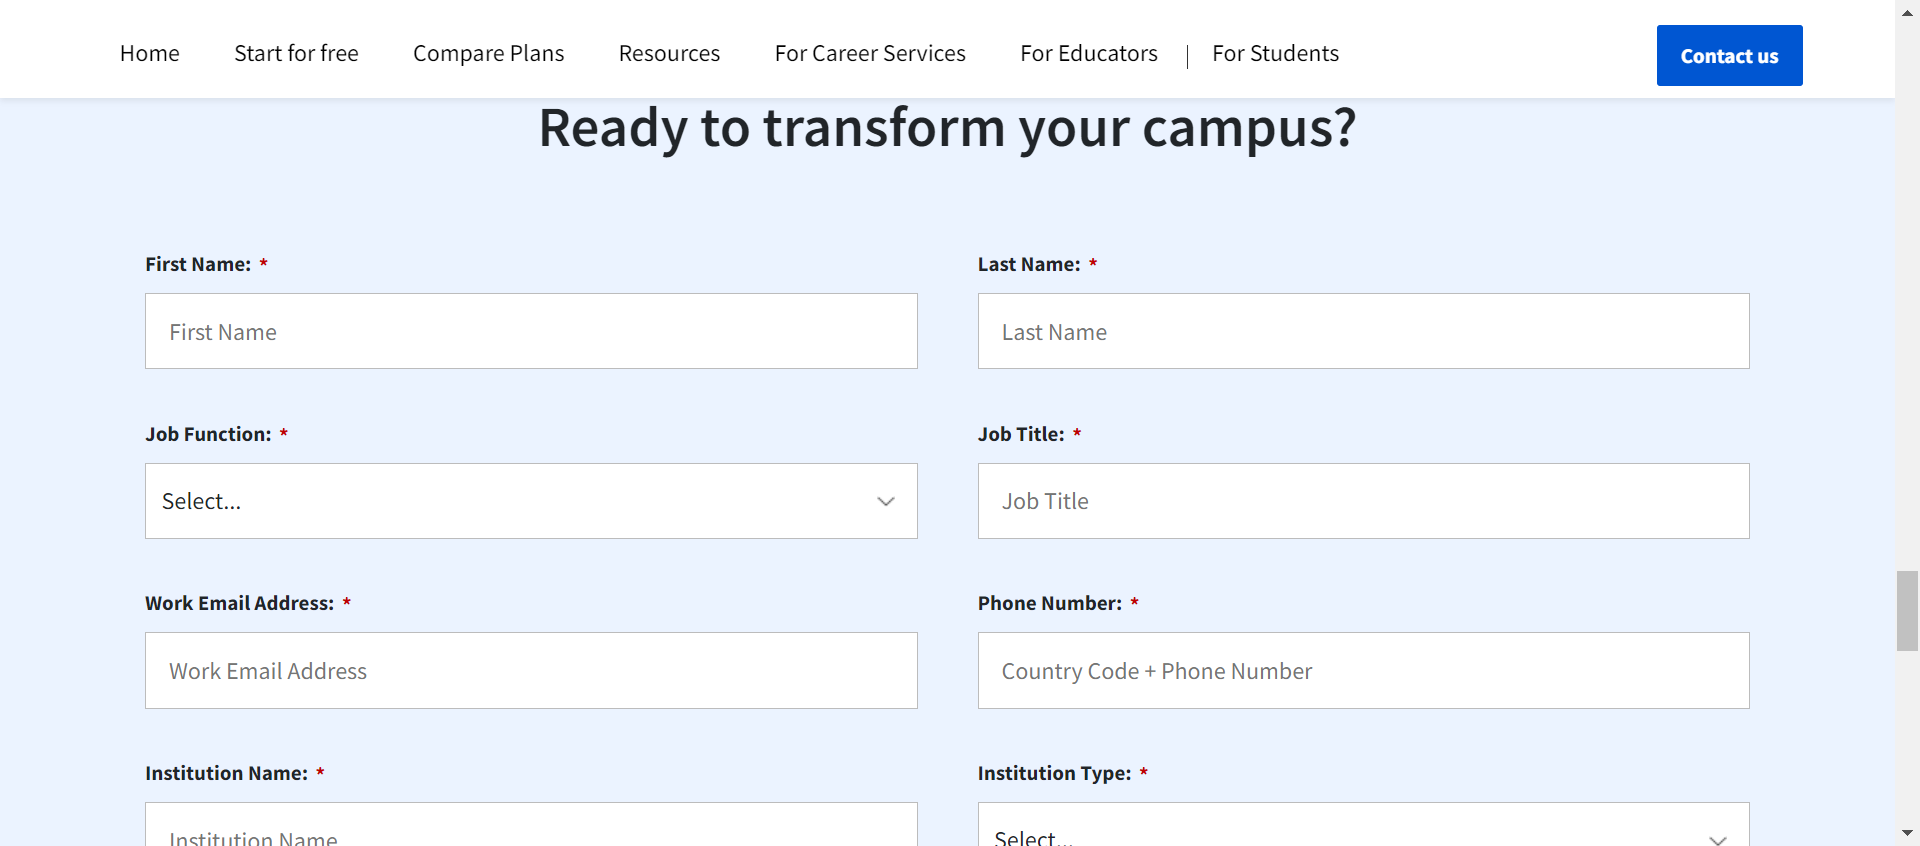 Home Start for free Compare Plans Resources For Career Services For Educators | For Students Contact us
Ready to transform your campus?
First Name: * Last Name: *
First Name Last Name
Job Function: * Job Title: *
Select... Job Title
Work Email Address: * Phone Number: *
Work Email Address Country Code + Phone Number
Institution Name: * Institution Type: *
Institution Name Select...